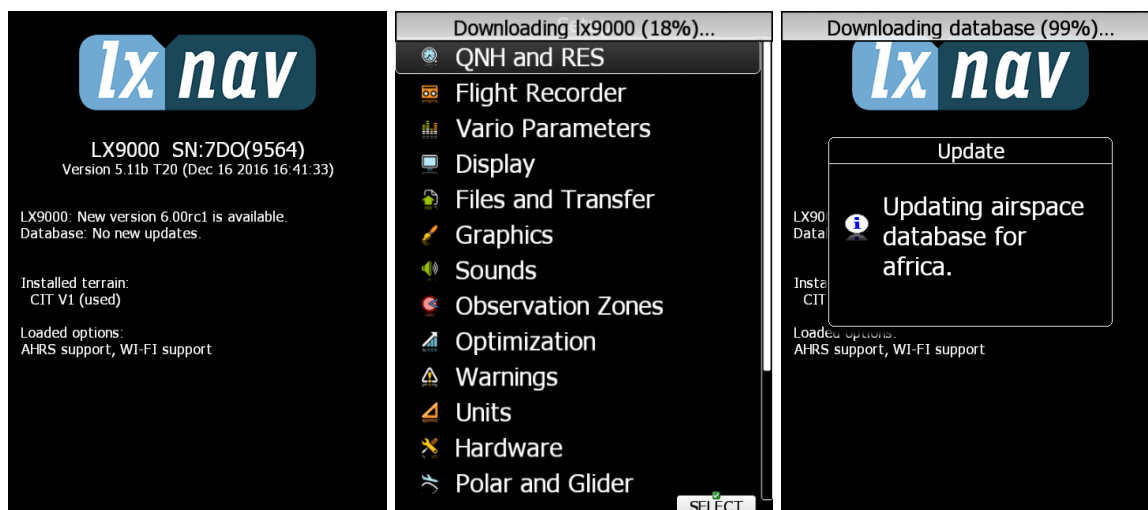 lx nav
LX9000 SN:7DO(9564)
Version 5.11b T20 (Dec 16 2016 16:41:33)
LX9000: New version 6.00rc1 is available.
Database: No new updates.
Installed terrain:
CIT V1 (used)
Loaded options:
AHRS support, WI-FI support
Downloading lx9000 (18%)...
QNH and RES
Flight Recorder
Vario Parameters
Display
Files and Transfer
Graphics
Sounds
Observation Zones
Optimization
Warnings
Units
Hardware
Polar and Glider
SELECT
Downloading database (99%)...
lx nav
Update
Updating airspace
database for
africa.
LX90
Datal
Insta
CIT
Loaded options:
AHRS support, WI-FI support